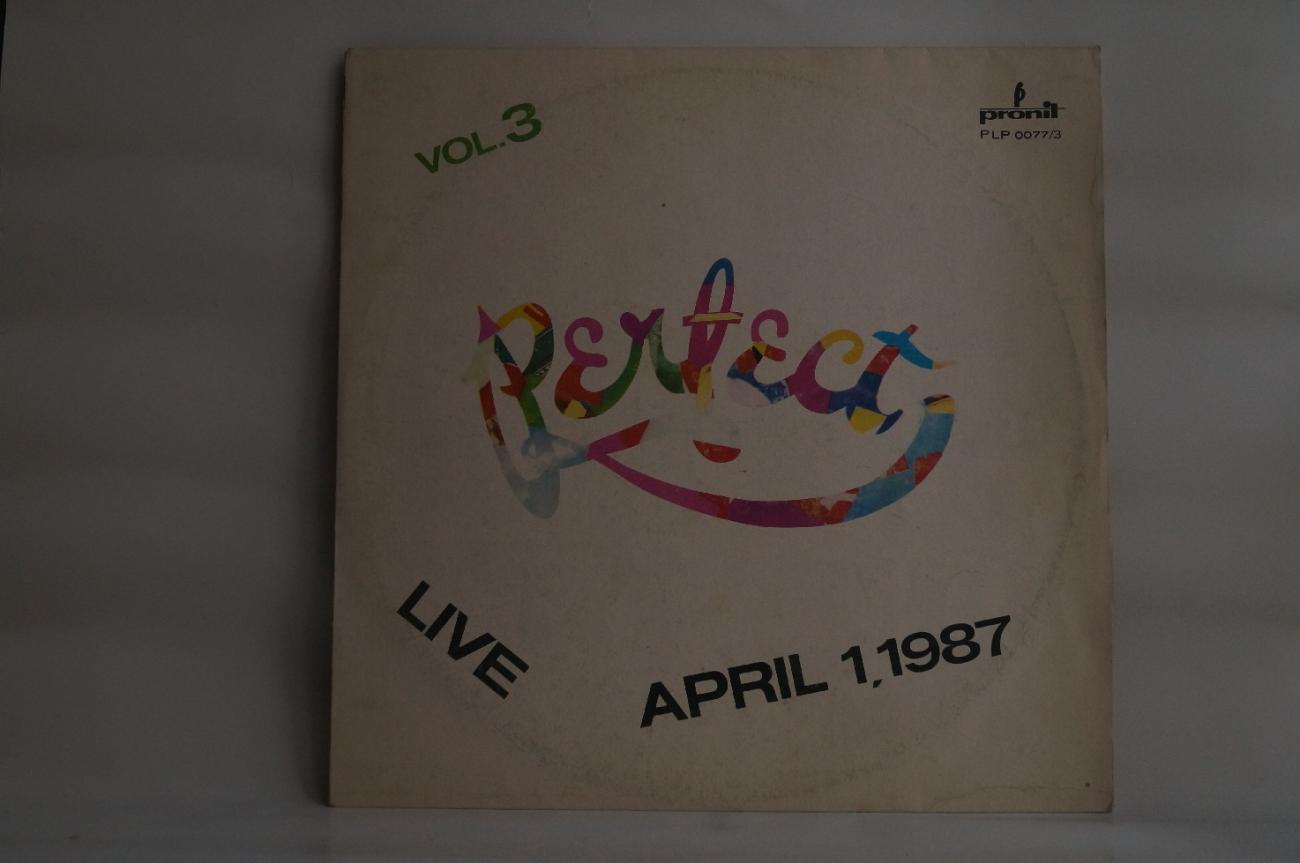 VOL.3
pronit
PLP 0077/3
Perfect
LIVE
APRIL 1,1987